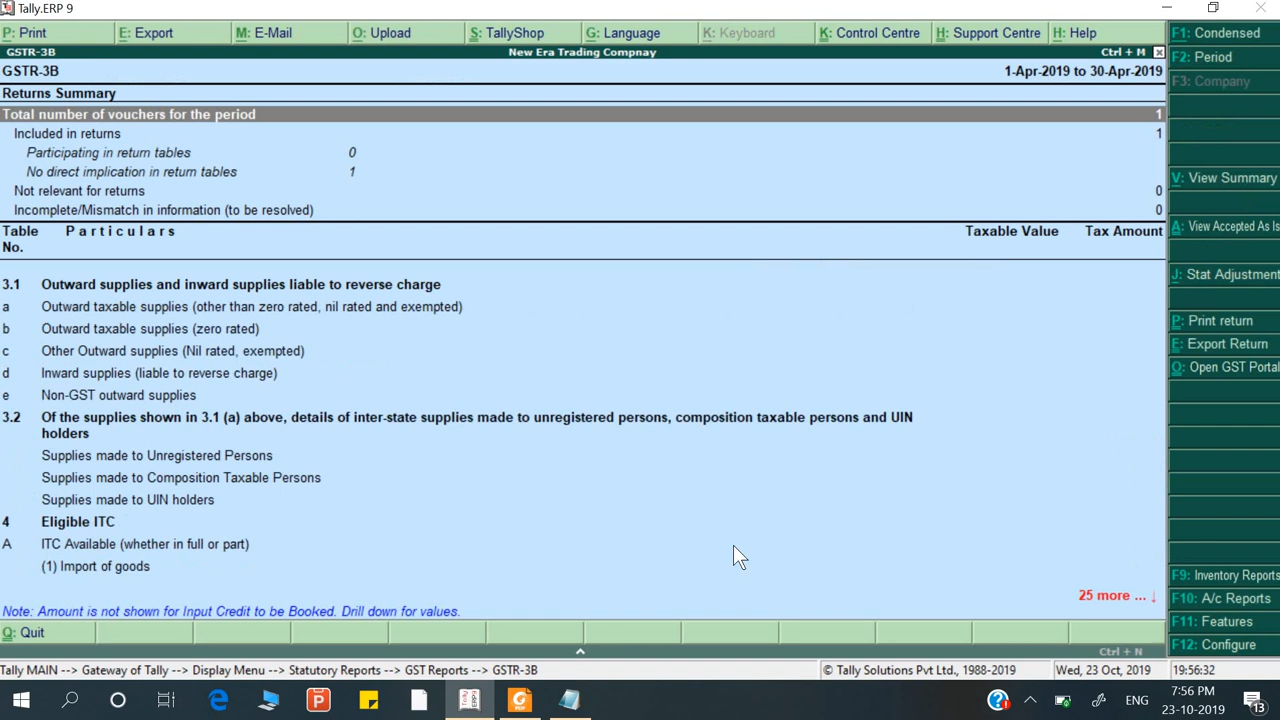 Tally.ERP 9
P: Print E: Export M: E-Mail O: Upload S: TallyShop G: Language K: Keyboard K: Control Centre H: Support Centre H: Help
GSTR-3B New Era Trading Compnay Ctrl + M
GSTR-3B 1-Apr-2019 to 30-Apr-2019
Returns Summary
Total number of vouchers for the period 1
Included in returns 1
Participating in return tables 0
No direct implication in return tables 1
Not relevant for returns 0
Incomplete/Mismatch in information (to be resolved) 0
Table Particulars Taxable Value Tax Amount
No.
3.1 Outward supplies and inward supplies liable to reverse charge
a Outward taxable supplies (other than zero rated, nil rated and exempted)
b Outward taxable supplies (zero rated)
c Other Outward supplies (Nil rated, exempted)
d Inward supplies (liable to reverse charge)
e Non-GST outward supplies
3.2 Of the supplies shown in 3.1 (a) above, details of inter-state supplies made to unregistered persons, composition taxable persons and UIN
holders
Supplies made to Unregistered Persons
Supplies made to Composition Taxable Persons
Supplies made to UIN holders
4 Eligible ITC
A ITC Available (whether in full or part)
(1) Import of goods
25 more ... ↓
Note: Amount is not shown for Input Credit to be Booked. Drill down for values.
Q: Quit
F1: Condensed
F2: Period
F3: Company
V: View Summary
A: View Accepted As Is
J: Stat Adjustment
P: Print return
E: Export Return
O: Open GST Portal
F9: Inventory Reports
F10: A/c Reports
F11: Features
F12: Configure
Ctrl + N
Tally MAIN --> Gateway of Tally --> Display Menu --> Statutory Reports --> GST Reports --> GSTR-3B © Tally Solutions Pvt Ltd., 1988-2019 Wed, 23 Oct, 2019 19:56:32
ENG 7:56 PM
23-10-2019 13